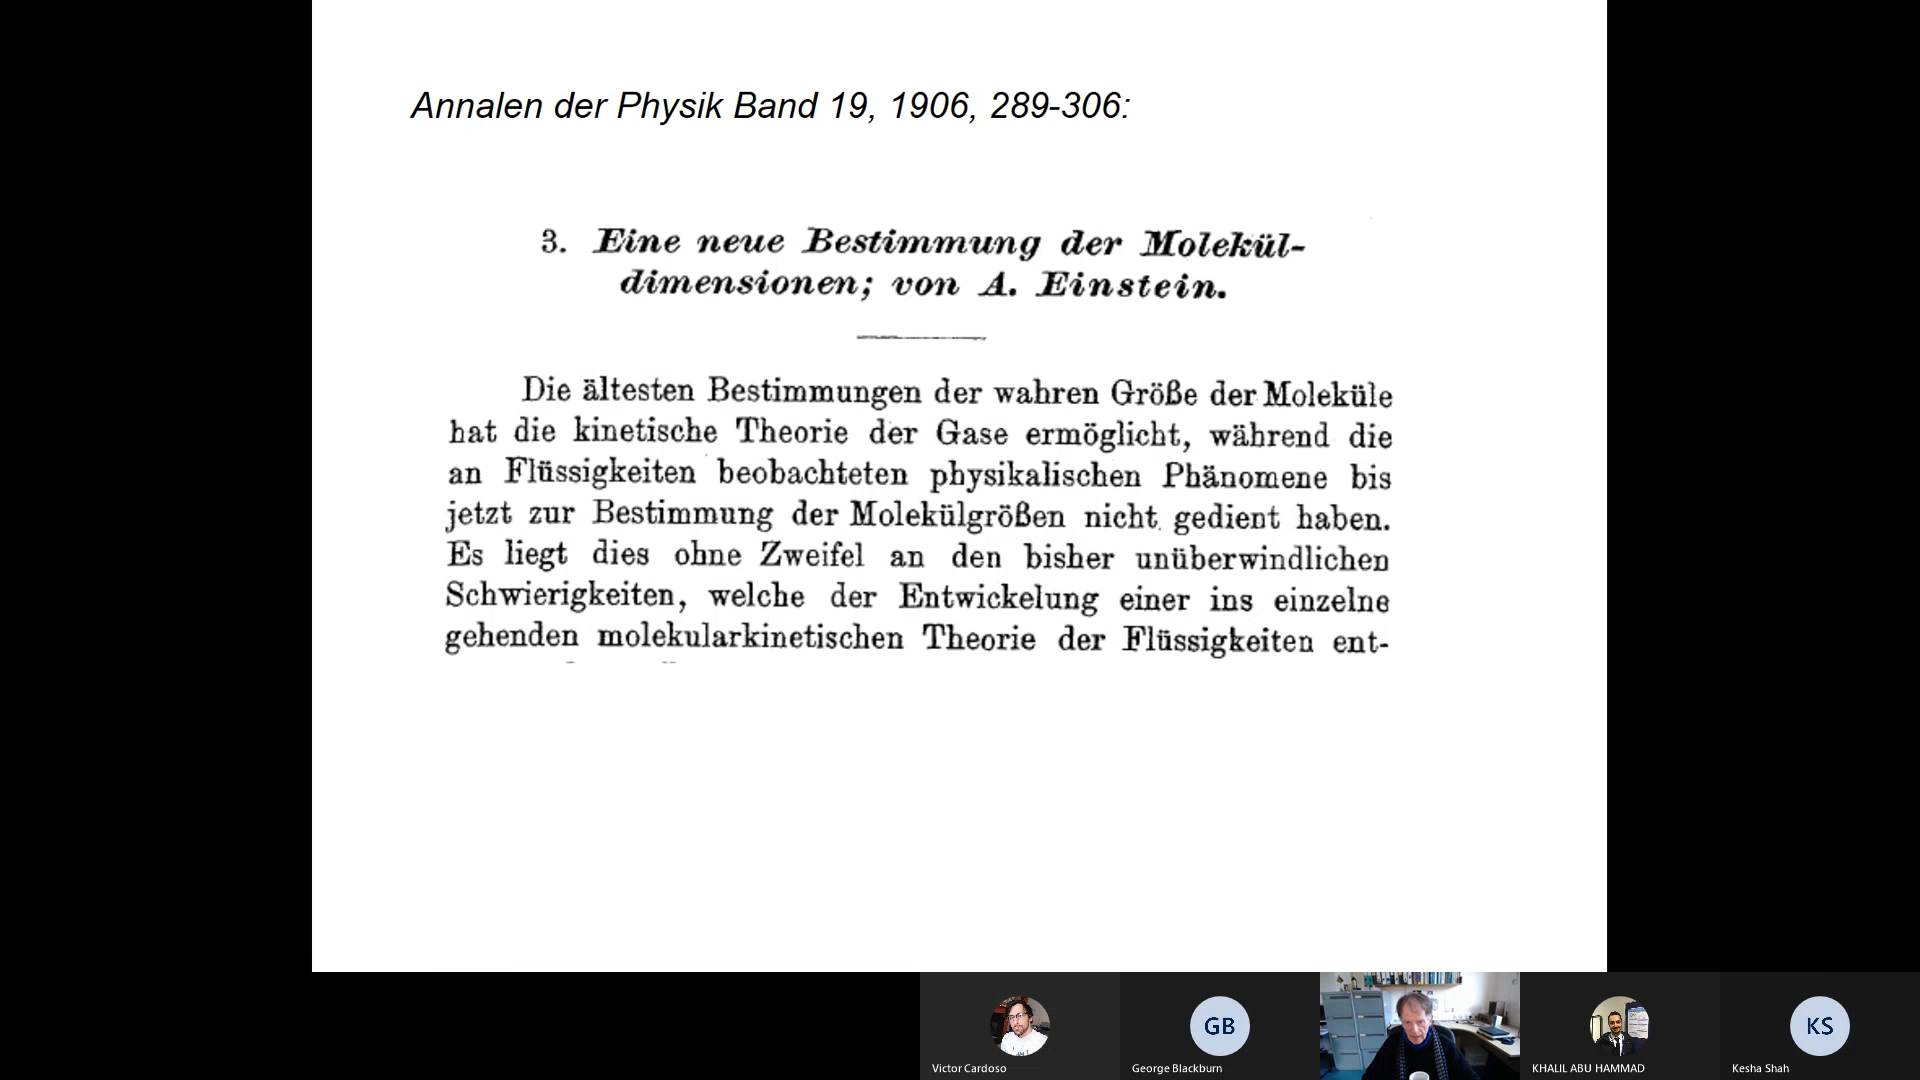 Annalen der Physik Band 19, 1906, 289-306:
3. Eine neue Bestimmung der Molekül-
dimensionen; von A. Einstein.
Die ältesten Bestimmungen der wahren Größe der Moleküle
hat die kinetische Theorie der Gase ermöglicht, während die
an Flüssigkeiten beobachteten physikalischen Phänomene bis
jetzt zur Bestimmung der Molekülgrößen nicht gedient haben.
Es liegt dies ohne Zweifel an den bisher unüberwindlichen
Schwierigkeiten, welche der Entwickelung einer ins einzelne
gehenden molekularkinetischen Theorie der Flüssigkeiten ent-
GB
KS
Victor Cardoso
George Blackburn
KHALIL ABU HAMMAD
Kesha Shah